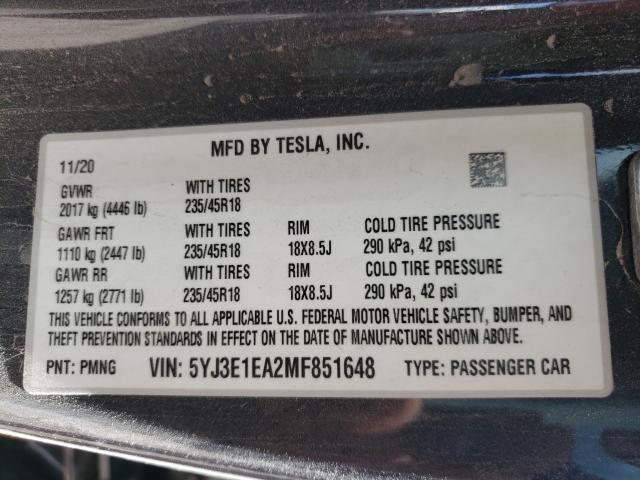 MFD BY TESLA, INC.
11/20
GVWR WITH TIRES
2017 kg (4446 lb) 235/45R18
GAWR FRT WITH TIRES RIM COLD TIRE PRESSURE
1110 kg (2447 lb) 235/45R18 18X8.5J 290 kPa, 42 psi
GAWR RR WITH TIRES RIM COLD TIRE PRESSURE
1257 kg (2771 lb) 235/45R18 18X8.5J 290 kPa, 42 psi
THIS VEHICLE CONFORMS TO ALL APPLICABLE U.S. FEDERAL MOTOR VEHICLE SAFETY, BUMPER, AND
THEFT PREVENTION STANDARDS IN EFFECT ON THE DATE OF MANUFACTURE SHOWN ABOVE.
PNT: PMNG VIN: 5YJ3E1EA2MF851648 TYPE: PASSENGER CAR